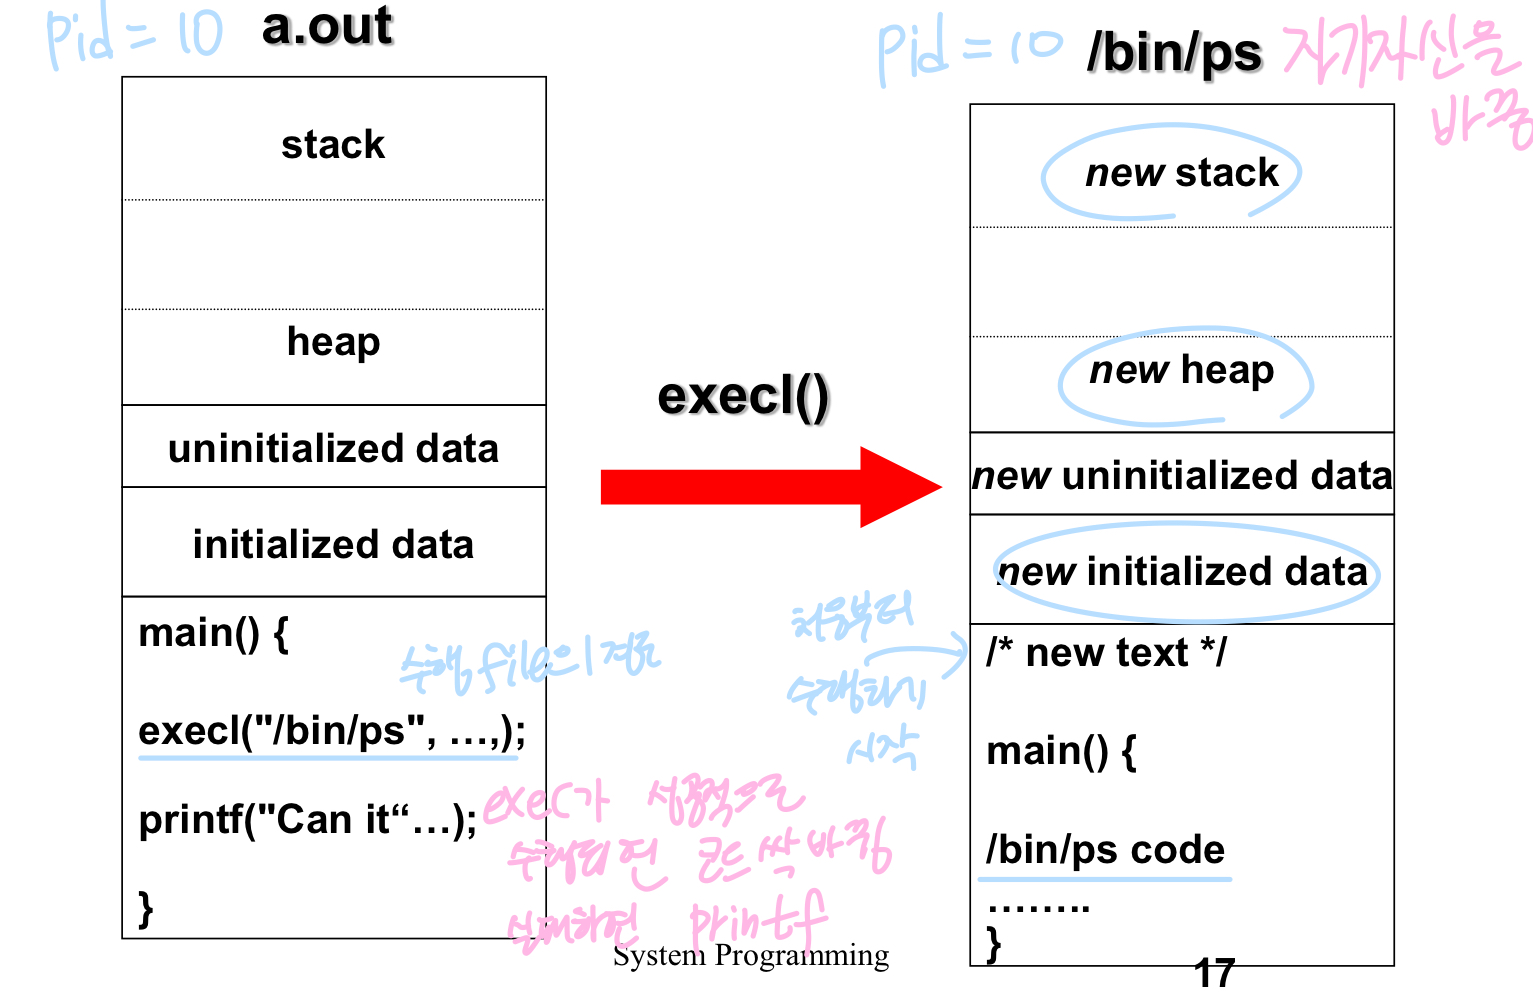 pid = 10 a.out
pid = 10 /bin/ps 자기자신을
바꿈
stack
heap
uninitialized data
initialized data
main() {
수행 file의 경로
execl("/bin/ps", …,);
printf("Can it“…);
}
exec가 성공적으로
수행되면 코드 싹 바뀜
실패하면 printf
execl()
new stack
new heap
new uninitialized data
new initialized data
처음부터
수행하기
시작
/* new text */
main() {
/bin/ps code
........
}
System Programming
17